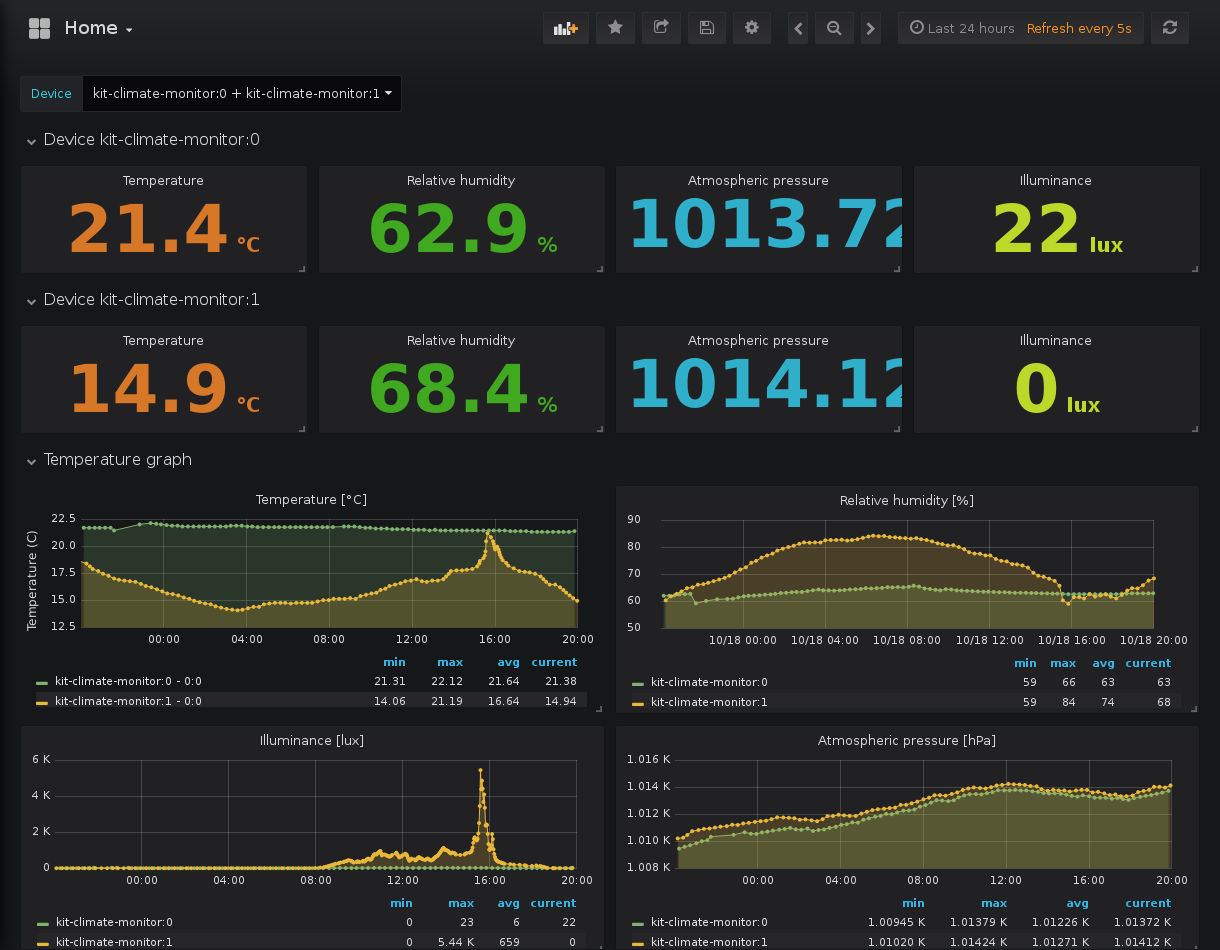 Home
Last 24 hours Refresh every 5s
Device kit-climate-monitor:0 + kit-climate-monitor:1
Device kit-climate-monitor:0
Temperature Relative humidity Atmospheric pressure Illuminance
21.4 °C 62.9 % 1013.72 22 lux
Device kit-climate-monitor:1
Temperature Relative humidity Atmospheric pressure Illuminance
14.9 °C 68.4 % 1014.12 0 lux
Temperature graph
Temperature [°C]
Temperature (C)
22.5
20.0
17.5
15.0
12.5
00:00 04:00 08:00 12:00 16:00 20:00
min max avg current
kit-climate-monitor:0 - 0:0 21.31 22.12 21.64 21.38
kit-climate-monitor:1 - 0:0 14.06 21.19 16.64 14.94
Relative humidity [%]
90
80
70
60
50
10/18 00:00 10/18 04:00 10/18 08:00 10/18 12:00 10/18 16:00 10/18 20:00
min max avg current
kit-climate-monitor:0 59 66 63 63
kit-climate-monitor:1 59 84 74 68
Illuminance [lux]
6 K
4 K
2 K
0
00:00 04:00 08:00 12:00 16:00 20:00
min max avg current
kit-climate-monitor:0 0 23 6 22
kit-climate-monitor:1 0 5.44 K 659 0
Atmospheric pressure [hPa]
1.016 K
1.014 K
1.012 K
1.010 K
1.008 K
00:00 04:00 08:00 12:00 16:00 20:00
min max avg current
kit-climate-monitor:0 1.00945 K 1.01379 K 1.01226 K 1.01372 K
kit-climate-monitor:1 1.01020 K 1.01424 K 1.01271 K 1.01412 K